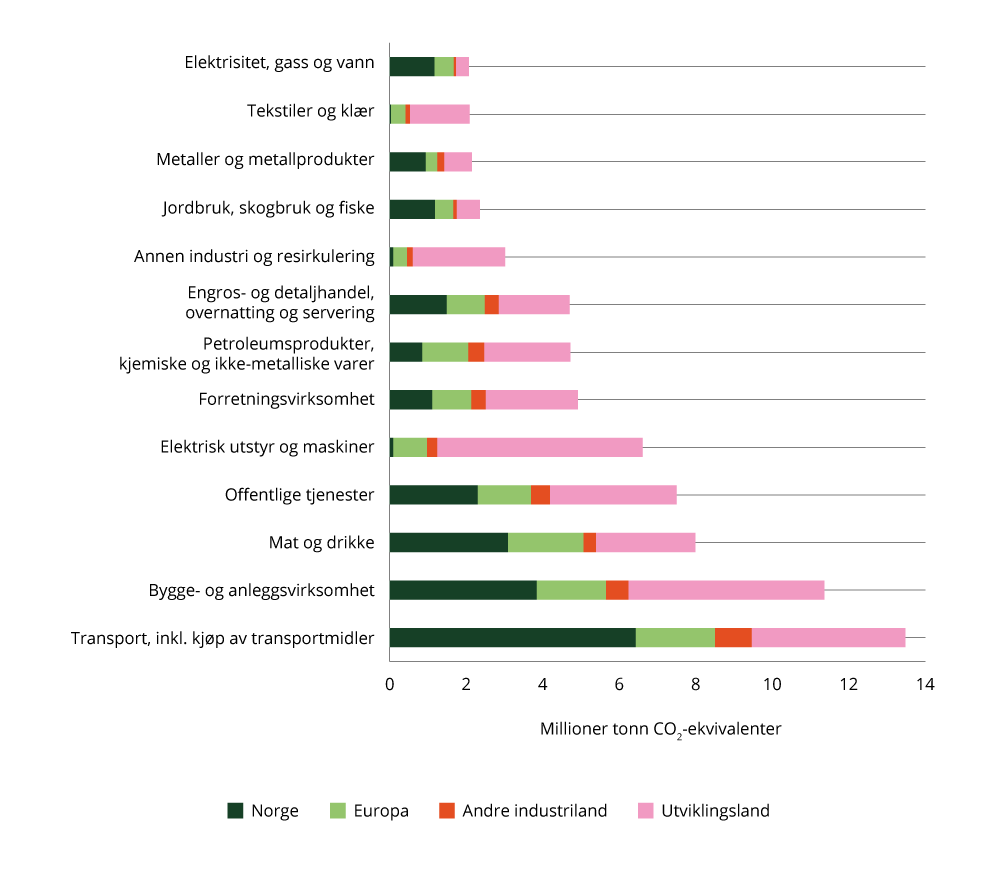 Elektrisitet, gass og vann
Tekstiler og klær
Metaller og metallprodukter
Jordbruk, skogbruk og fiske
Annen industri og resirkulering
Engros- og detaljhandel,
overnatting og servering
Petroleumsprodukter,
kjemiske og ikke-metalliske varer
Forretningsvirksomhet
Elektrisk utstyr og maskiner
Offentlige tjenester
Mat og drikke
Bygge- og anleggsvirksomhet
Transport, inkl. kjøp av transportmidler
0 2 4 6 8 10 12 14
Millioner tonn CO₂-ekvivalenter
Norge Europa Andre industriland Utviklingsland